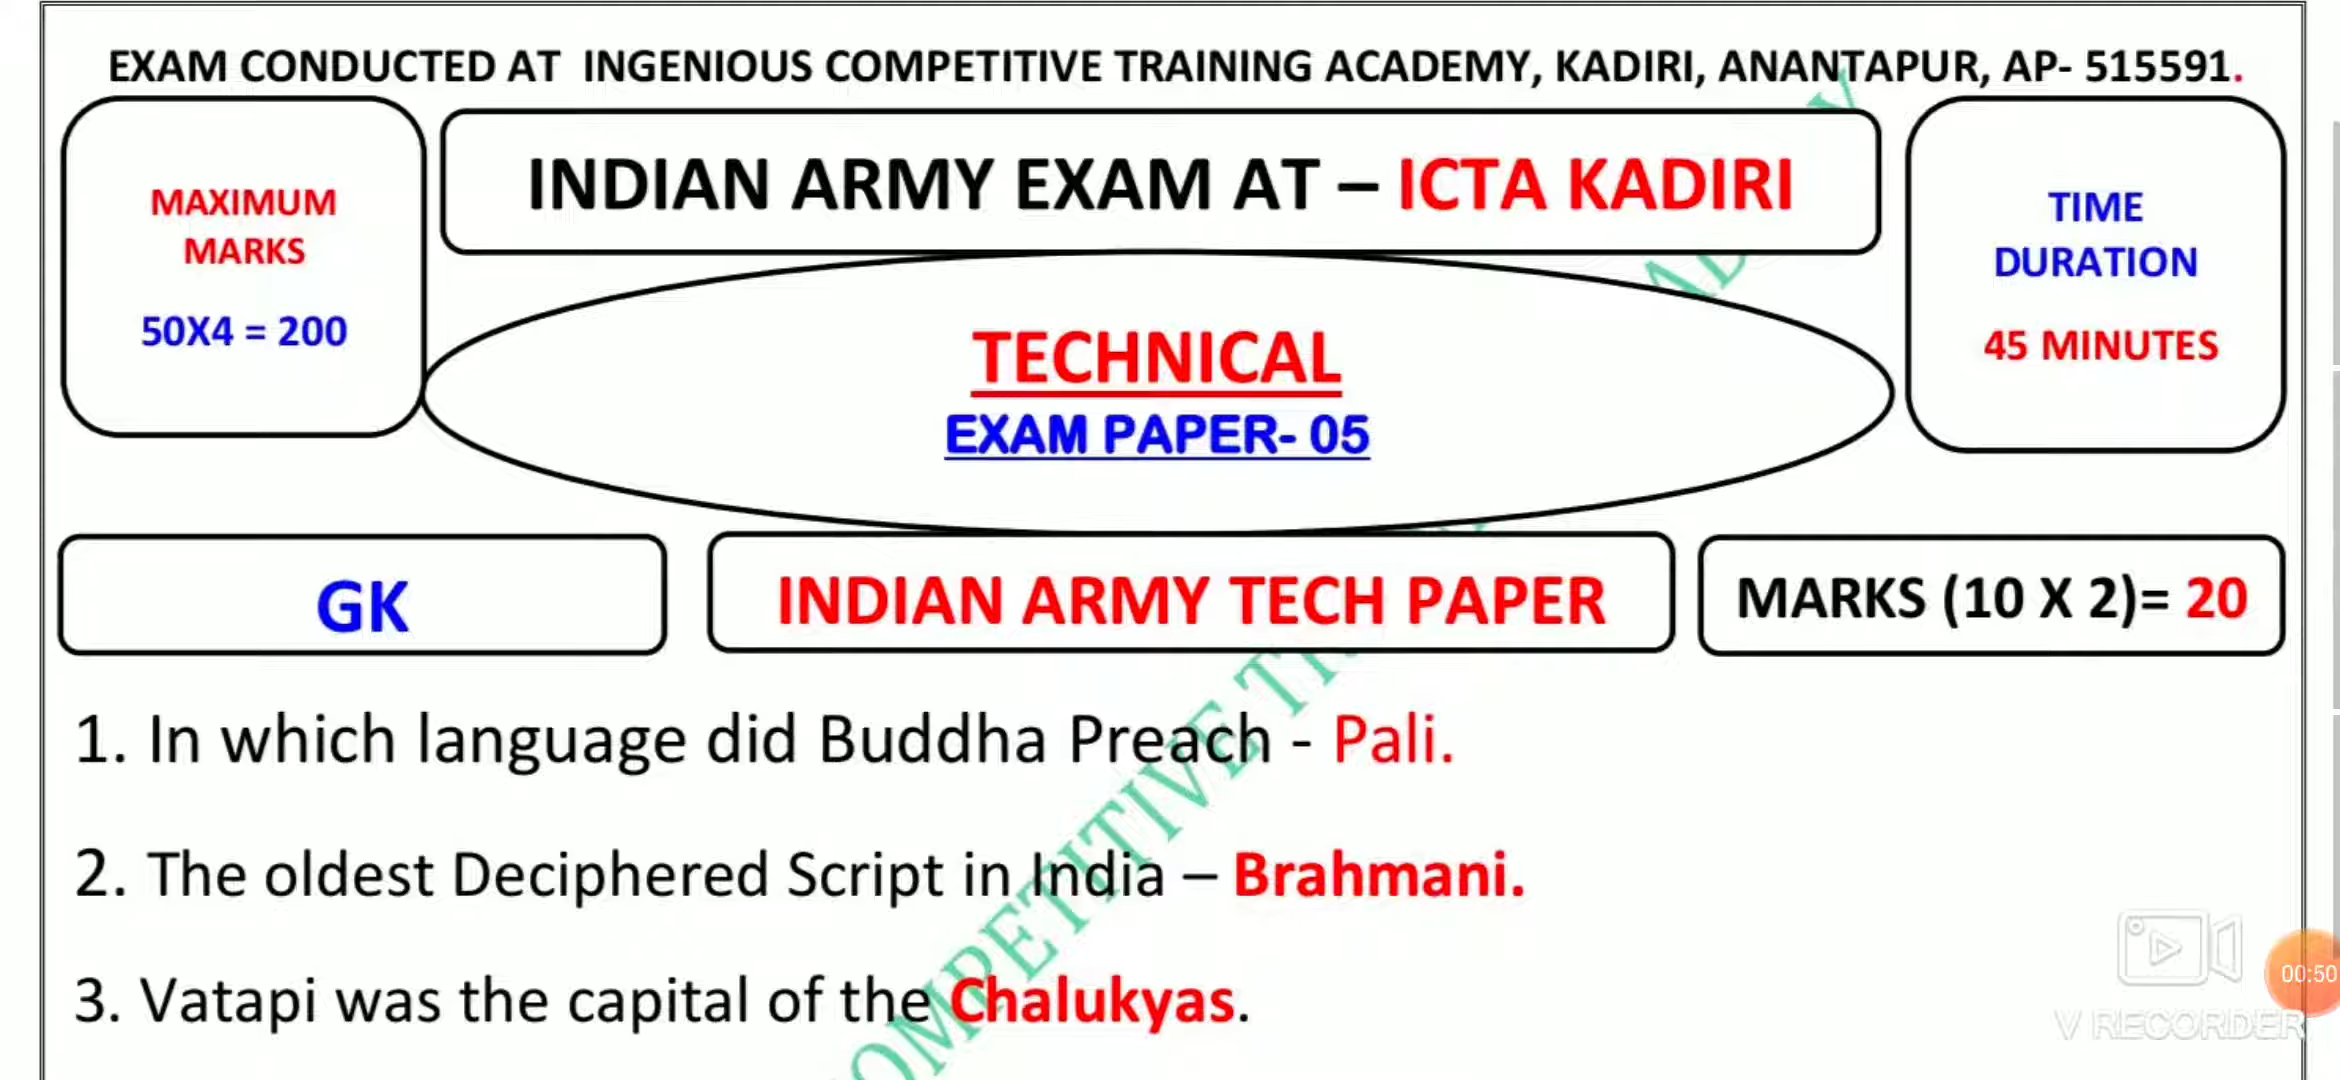 EXAM CONDUCTED AT INGENIOUS COMPETITIVE TRAINING ACADEMY, KADIRI, ANANTAPUR, AP- 515591.
MAXIMUM
MARKS
50X4 = 200
INDIAN ARMY EXAM AT – ICTA KADIRI
TIME
DURATION
45 MINUTES
TECHNICAL
EXAM PAPER- 05
GK
INDIAN ARMY TECH PAPER
MARKS (10 X 2)= 20
1. In which language did Buddha Preach - Pali.
2. The oldest Deciphered Script in India – Brahmani.
3. Vatapi was the capital of the Chalukyas.
COMPETITIVE
00:50
V RECORDER